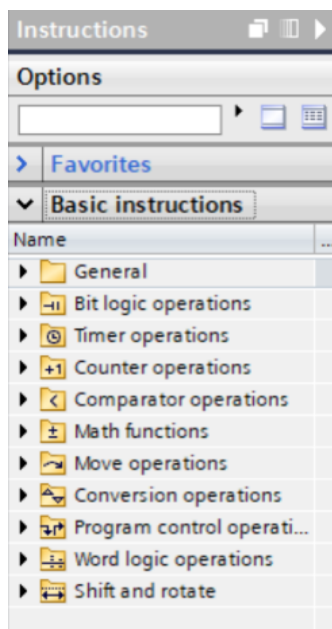 Instructions
Options
Favorites
Basic instructions
Name ...
General
Bit logic operations
Timer operations
Counter operations
Comparator operations
Math functions
Move operations
Conversion operations
Program control operati...
Word logic operations
Shift and rotate